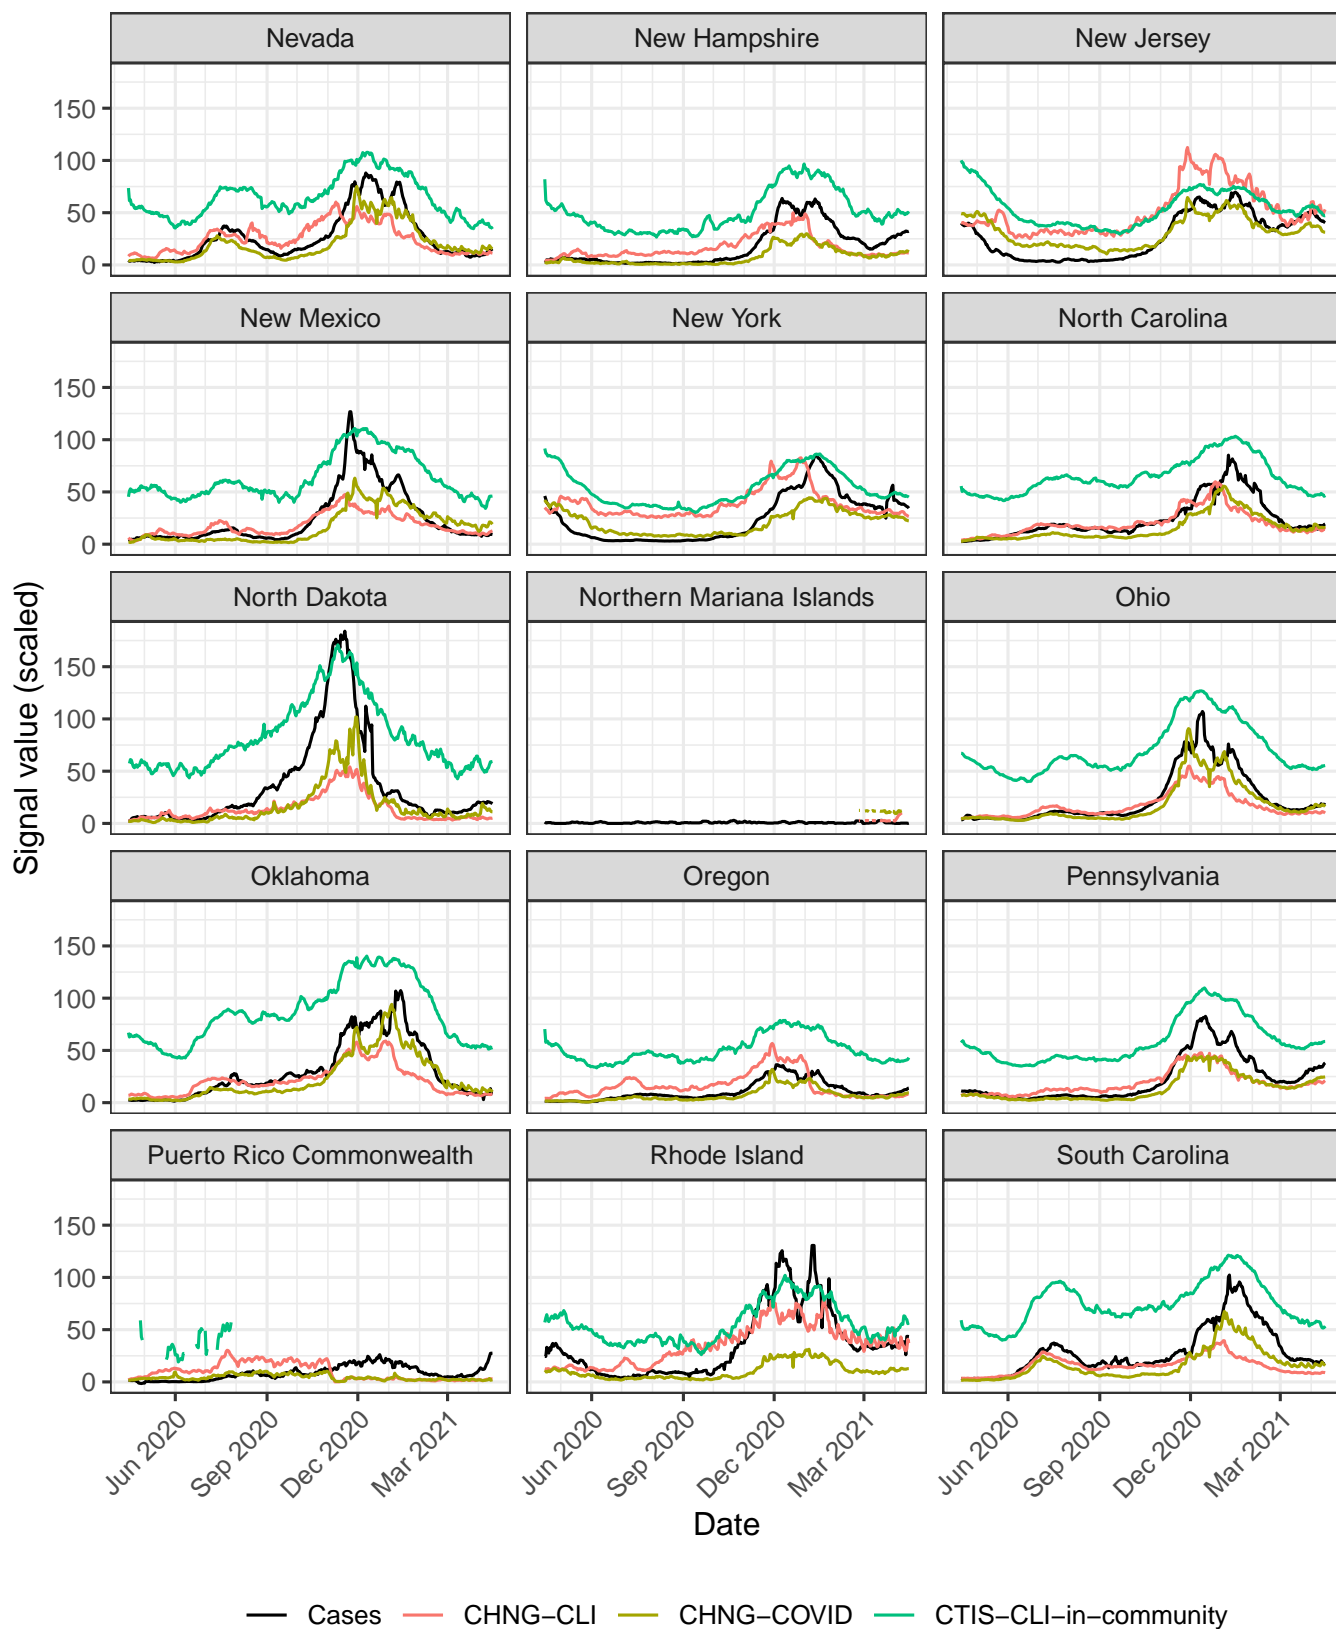 Nevada
New Hampshire
New Jersey
150
100
50
0
New Mexico
New York
North Carolina
150
100
50
0
North Dakota
Northern Mariana Islands
Ohio
150
100
50
0
Oklahoma
Oregon
Pennsylvania
150
100
50
0
Puerto Rico Commonwealth
Rhode Island
South Carolina
150
100
50
0
Signal value (scaled)
Jun 2020
Sep 2020
Dec 2020
Mar 2021
Jun 2020
Sep 2020
Dec 2020
Mar 2021
Jun 2020
Sep 2020
Dec 2020
Mar 2021
Date
Cases
CHNG−CLI
CHNG−COVID
CTIS−CLI−in−community